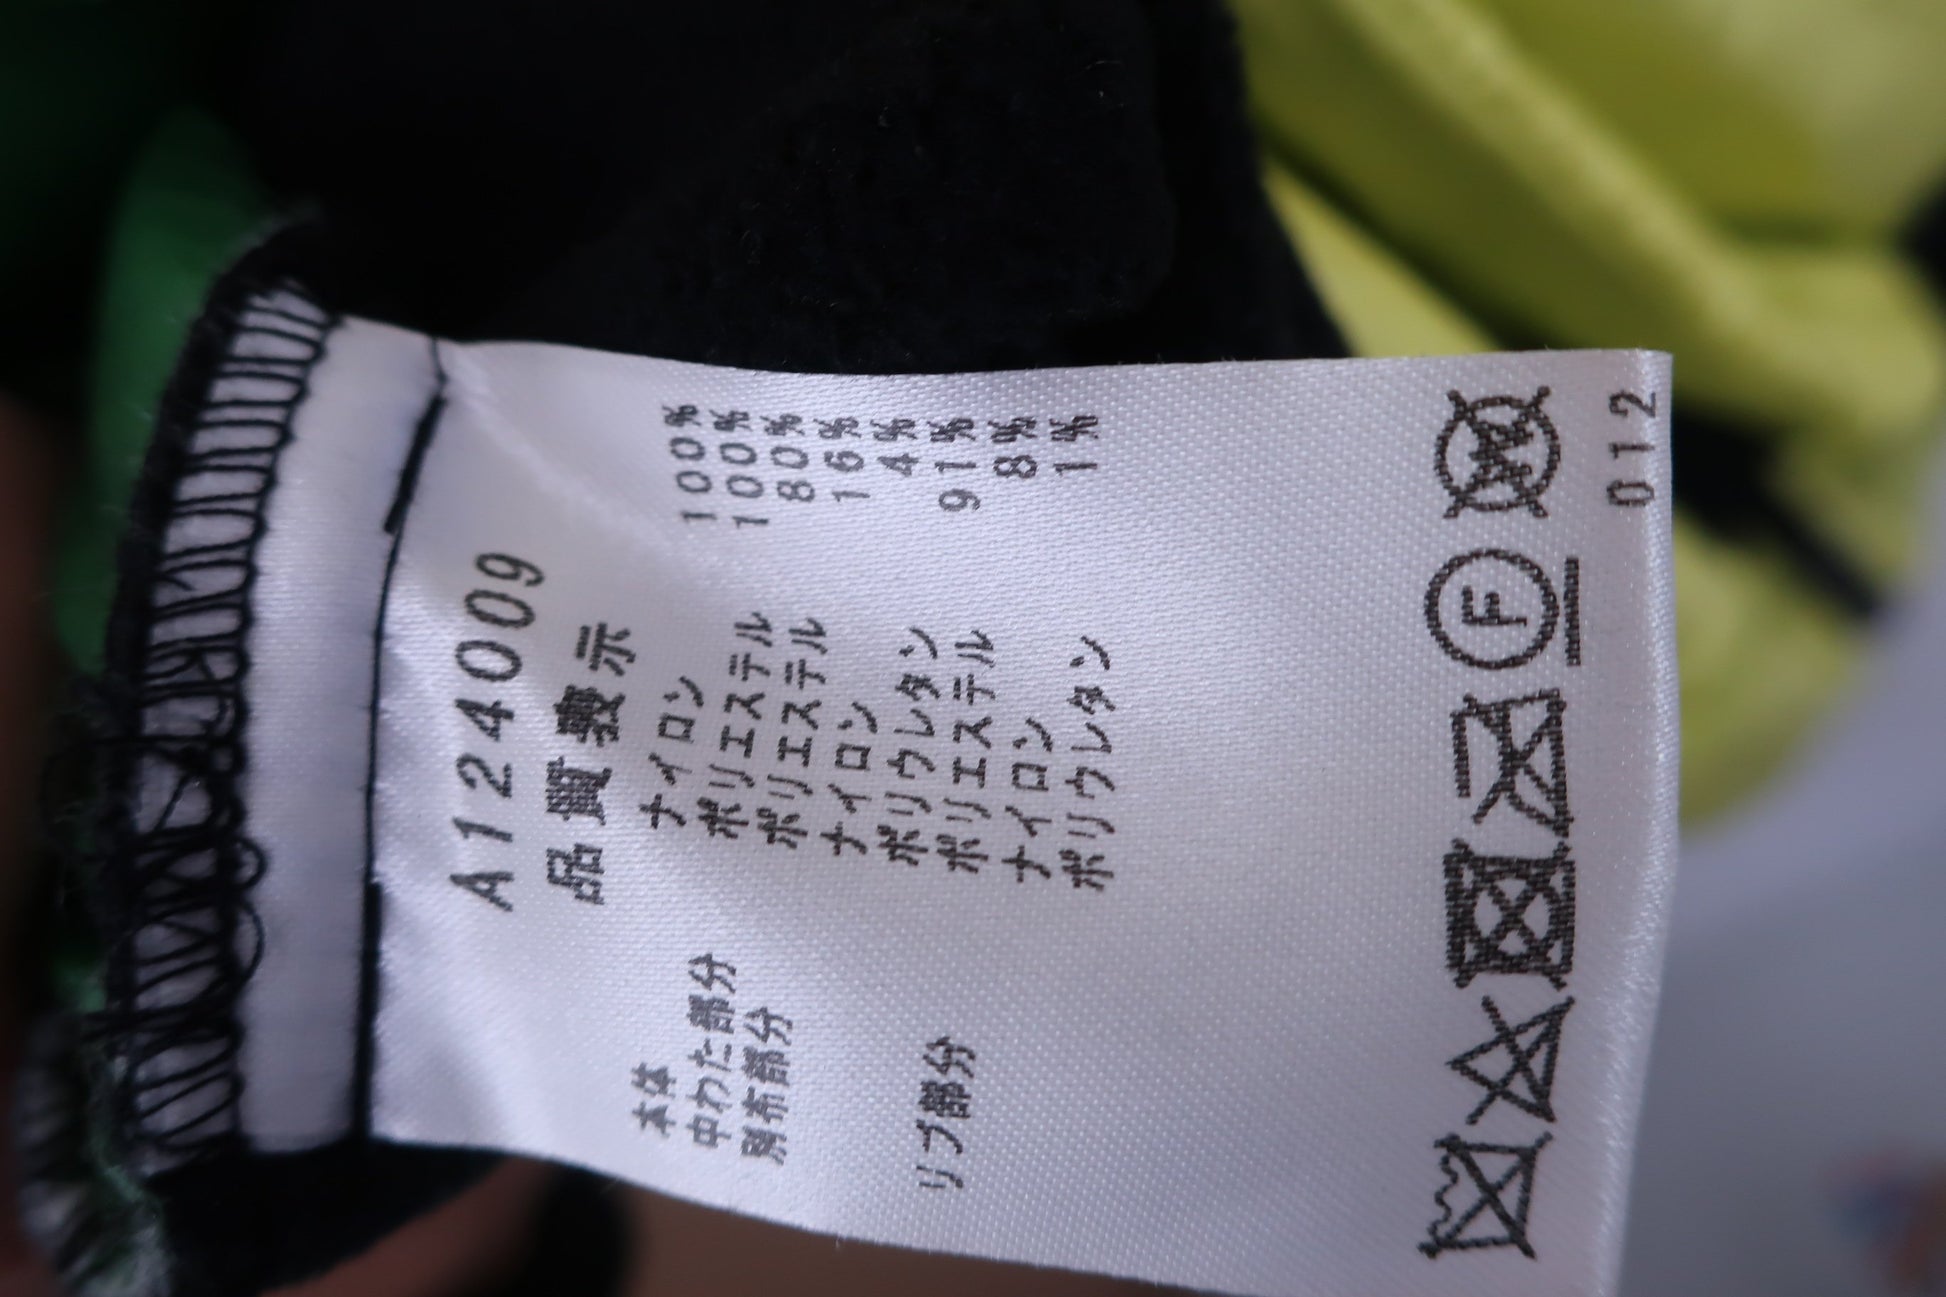 A124009
品質表示
本体 ナイロン 100%
中わた部分 ポリエステル 100%
別布部分 ポリエステル 80%
ナイロン 16%
ポリウレタン 4%
リブ部分 ポリエステル 91%
ナイロン 8%
ポリウレタン 1%
F W
012